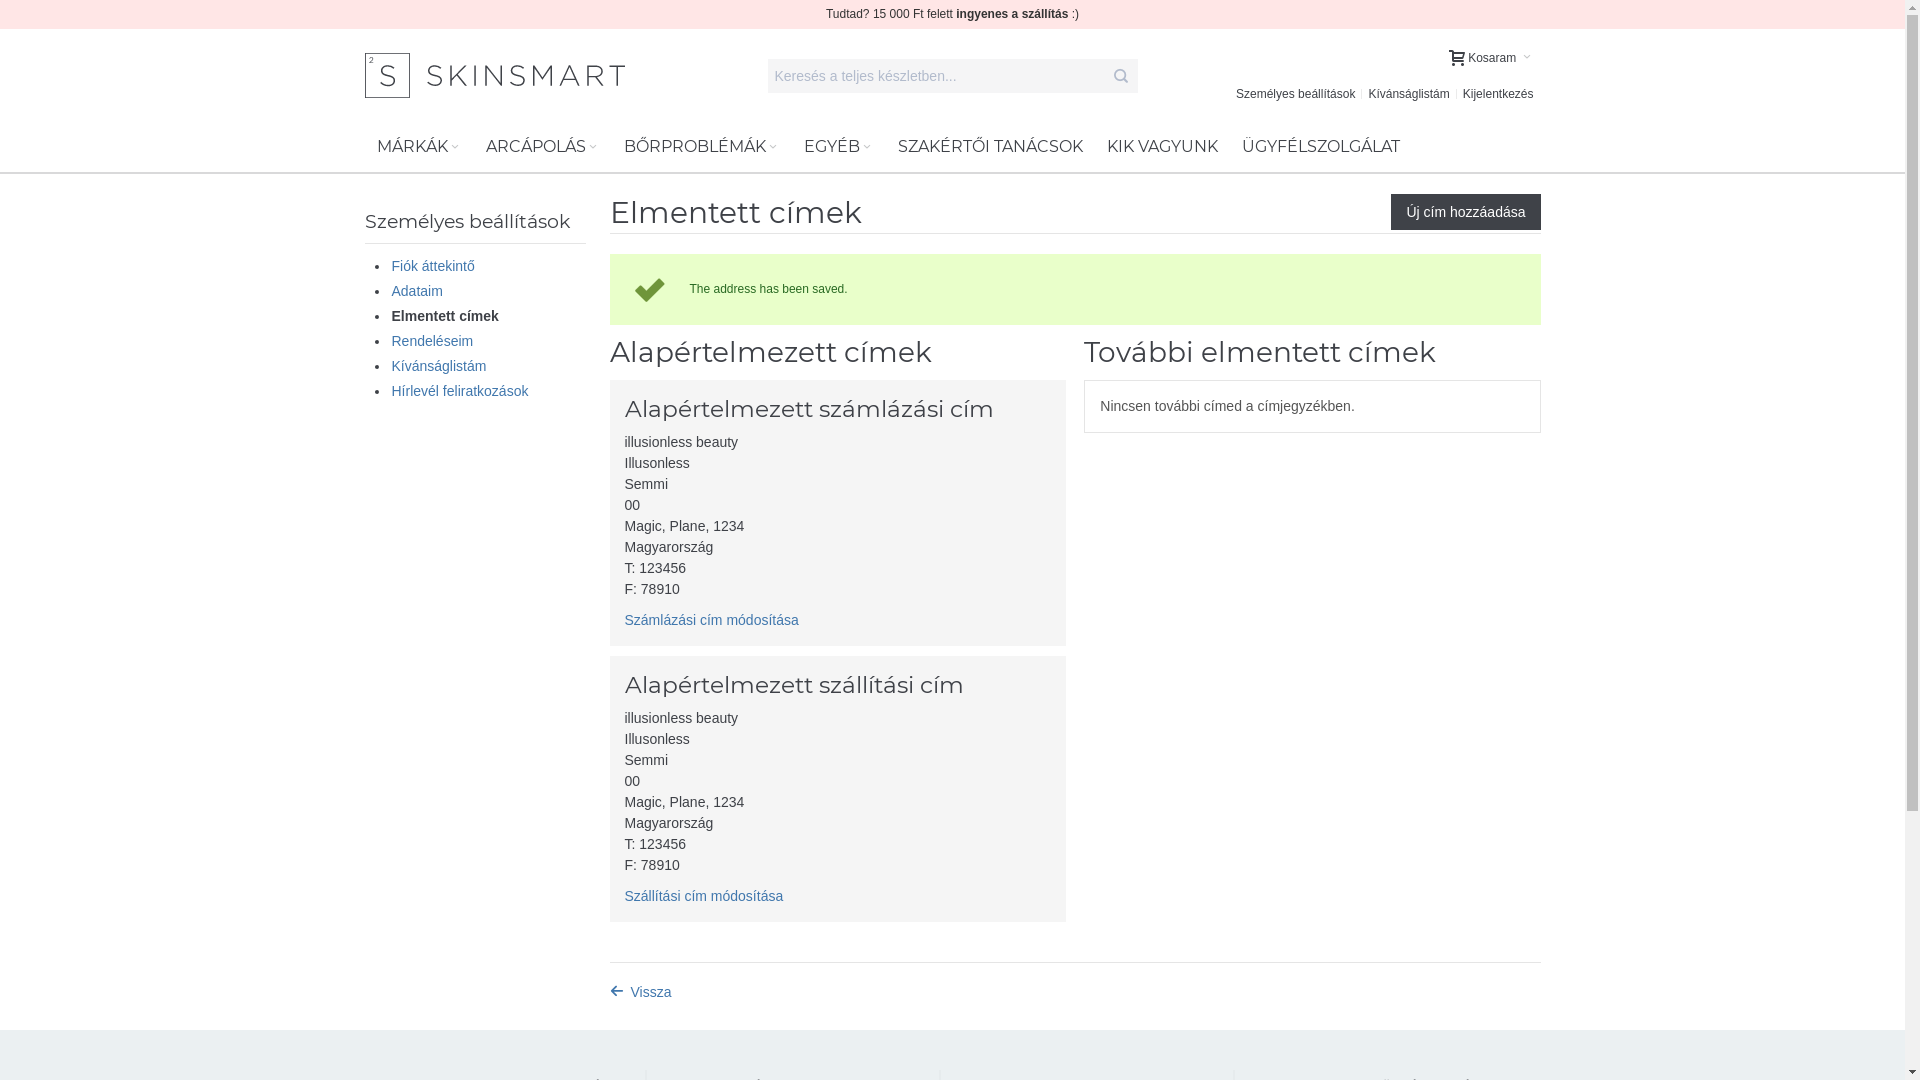 Tudtad? 15 000 Ft felett ingyenes a szállítás :)
2 S SKINSMART
Keresés a teljes készletben...
Kosaram
Személyes beállítások
Kívánságlistám
Kijelentkezés
MÁRKÁK
ARCÁPOLÁS
BŐRPROBLÉMÁK
EGYÉB
SZAKÉRTŐI TANÁCSOK
KIK VAGYUNK
ÜGYFÉLSZOLGÁLAT
Személyes beállítások
Fiók áttekintő
Adataim
Elmentett címek
Rendeléseim
Kívánságlistám
Hírlevél feliratkozások
Elmentett címek
Új cím hozzáadása
The address has been saved.
Alapértelmezett címek
Alapértelmezett számlázási cím
illusionless beauty
Illusonless
Semmi
00
Magic, Plane, 1234
Magyarország
T: 123456
F: 78910
Számlázási cím módosítása
Alapértelmezett szállítási cím
illusionless beauty
Illusonless
Semmi
00
Magic, Plane, 1234
Magyarország
T: 123456
F: 78910
Szállítási cím módosítása
További elmentett címek
Nincsen további címed a címjegyzékben.
Vissza